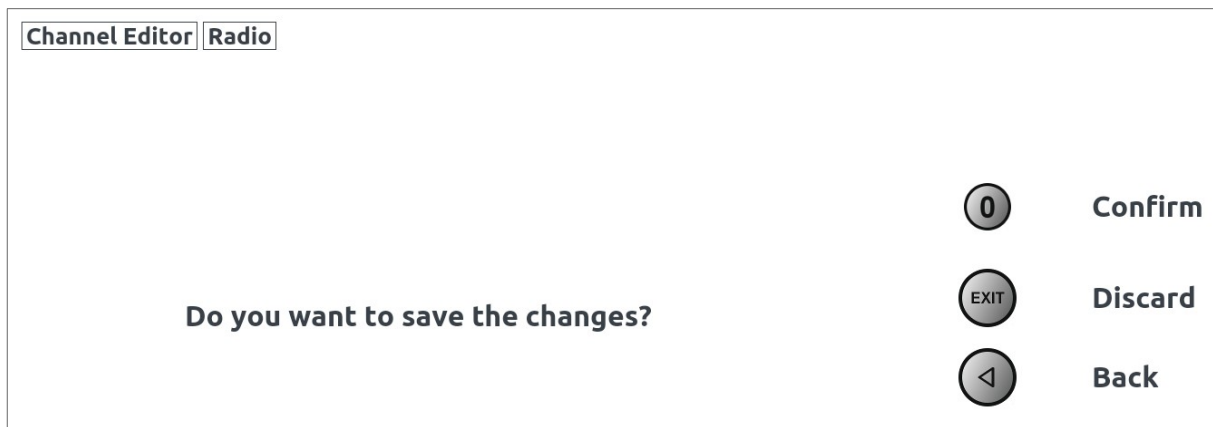 Channel Editor Radio
0 Confirm
EXIT Discard
Do you want to save the changes?
Back